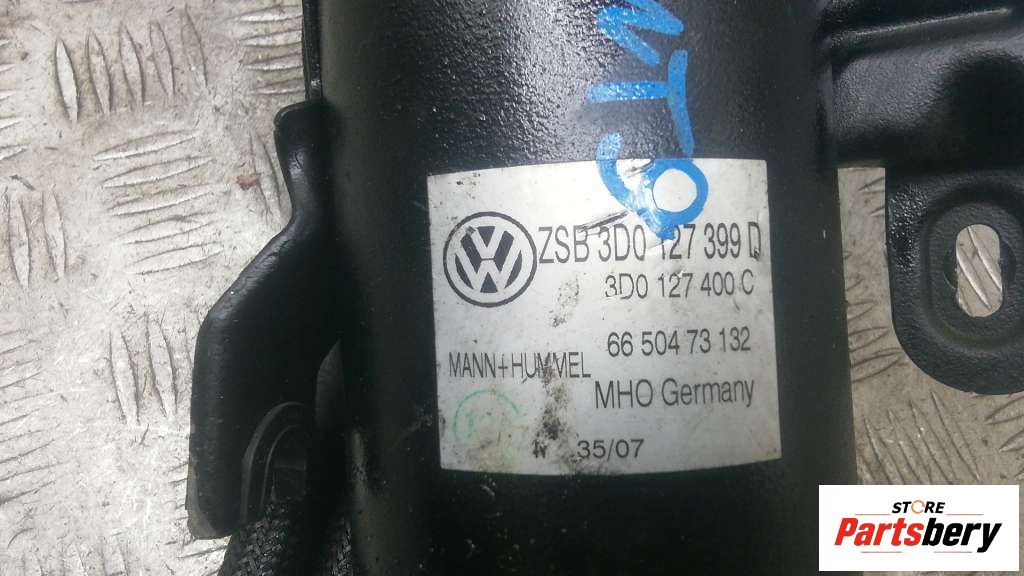 ZSB 3D0 127 399 D
3D0 127 400 C
66 504 73 132
MANN+HUMMEL
MHO Germany
35/07
STORE
Partsbery